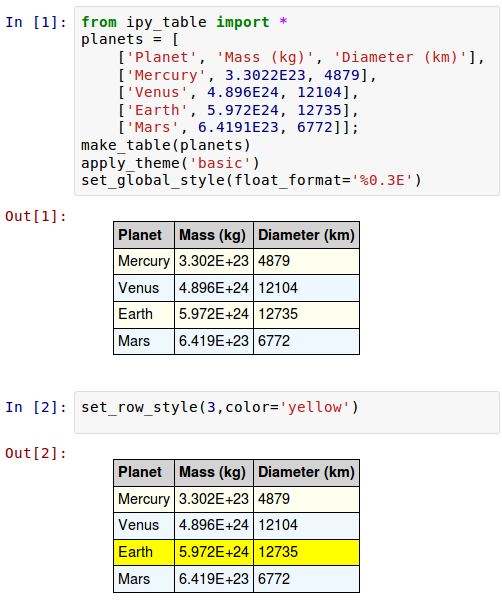 In [1]: from ipy_table import *
planets = [
    ['Planet', 'Mass (kg)', 'Diameter (km)'],
    ['Mercury', 3.3022E23, 4879],
    ['Venus', 4.896E24, 12104],
    ['Earth', 5.972E24, 12735],
    ['Mars', 6.4191E23, 6772]];
make_table(planets)
apply_theme('basic')
set_global_style(float_format='%0.3E')
Out[1]:
Planet Mass (kg) Diameter (km)
Mercury 3.302E+23 4879
Venus 4.896E+24 12104
Earth 5.972E+24 12735
Mars 6.419E+23 6772
In [2]: set_row_style(3,color='yellow')
Out[2]:
Planet Mass (kg) Diameter (km)
Mercury 3.302E+23 4879
Venus 4.896E+24 12104
Earth 5.972E+24 12735
Mars 6.419E+23 6772